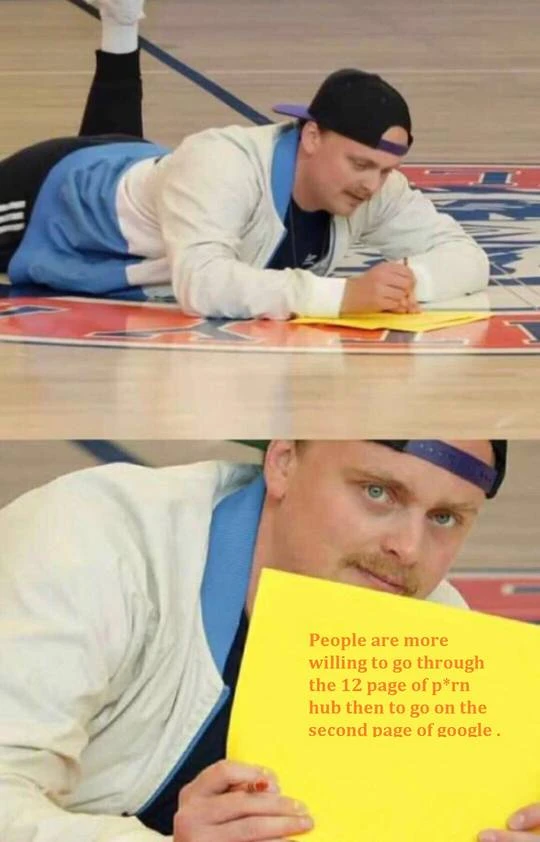 People are more
willing to go through
the 12 page of p*rn
hub then to go on the
second page of google .